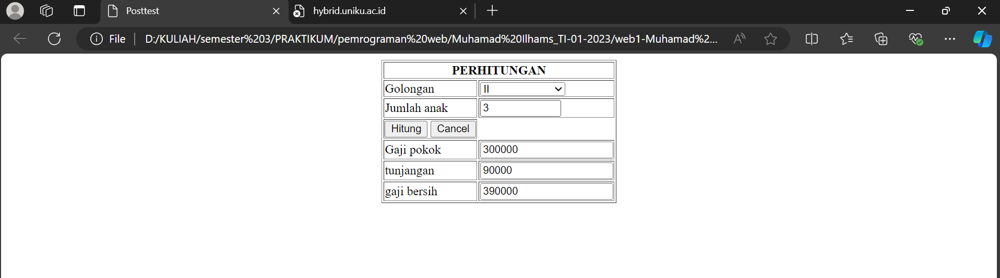 Posttest
hybrid.uniku.ac.id
File
D:/KULIAH/semester%203/PRAKTIKUM/pemrograman%20web/Muhamad%20Ilhams_TI-01-2023/web1-Muhamad%2...
PERHITUNGAN
Golongan II
Jumlah anak 3
Hitung Cancel
Gaji pokok 300000
tunjangan 90000
gaji bersih 390000